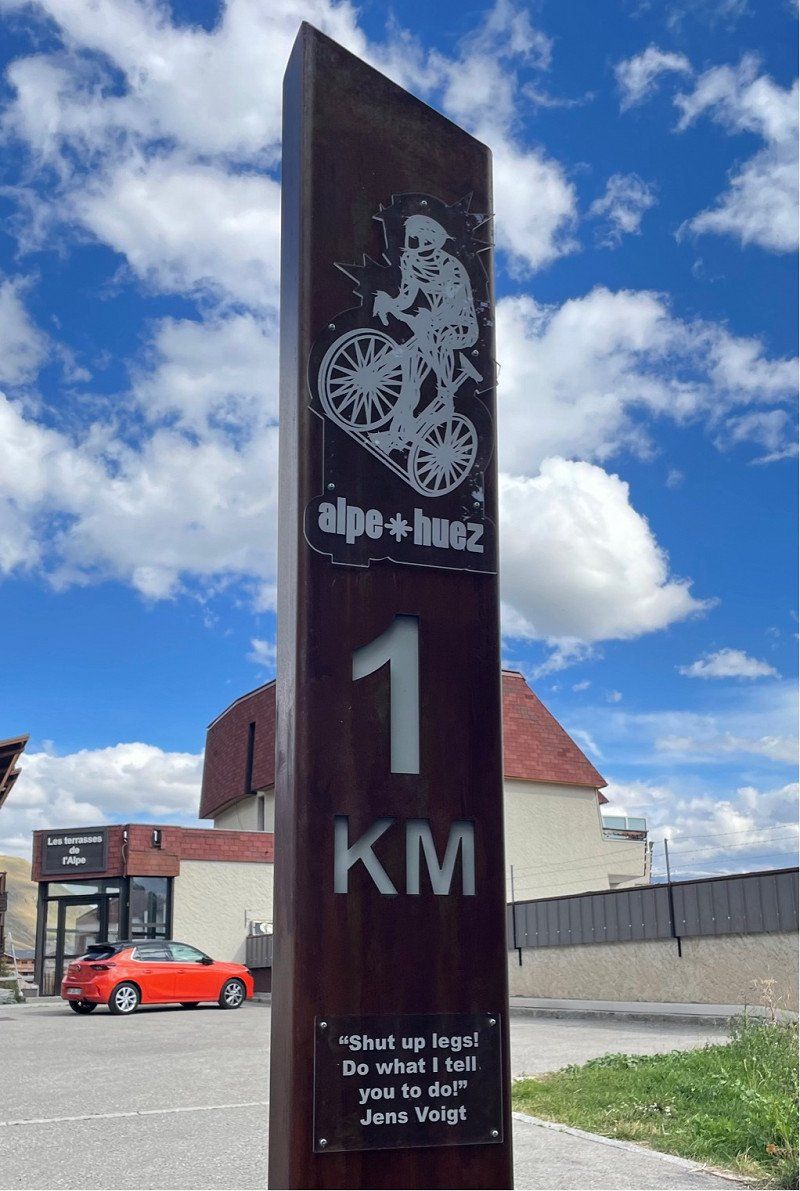 alpe*huez
1
KM
Les terrasses
de
l'Alpe
“Shut up legs!
Do what I tell
you to do!”
Jens Voigt